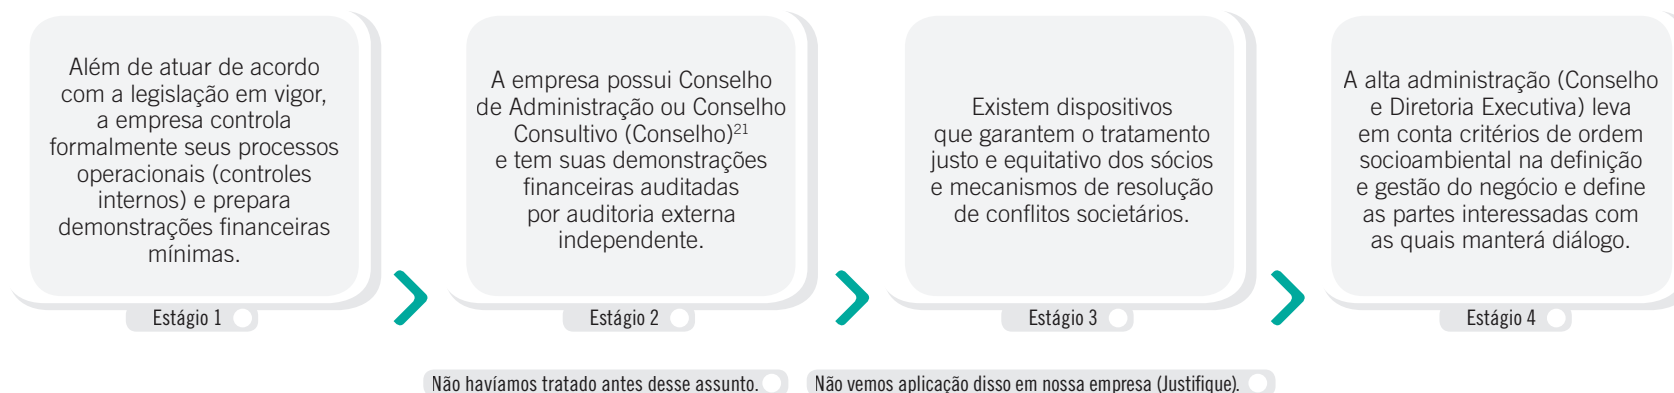 Além de atuar de acordo
com a legislação em vigor,
a empresa controla
formalmente seus processos
operacionais (controles
internos) e prepara
demonstrações financeiras
mínimas.
Estágio 1
A empresa possui Conselho
de Administração ou Conselho
Consultivo (Conselho)21
e tem suas demonstrações
financeiras auditadas
por auditoria externa
independente.
Estágio 2
Existem dispositivos
que garantem o tratamento
justo e equitativo dos sócios
e mecanismos de resolução
de conflitos societários.
Estágio 3
A alta administração (Conselho
e Diretoria Executiva) leva
em conta critérios de ordem
socioambiental na definição
e gestão do negócio e define
as partes interessadas com
as quais manterá diálogo.
Estágio 4
Não havíamos tratado antes desse assunto.
Não vemos aplicação disso em nossa empresa (Justifique).